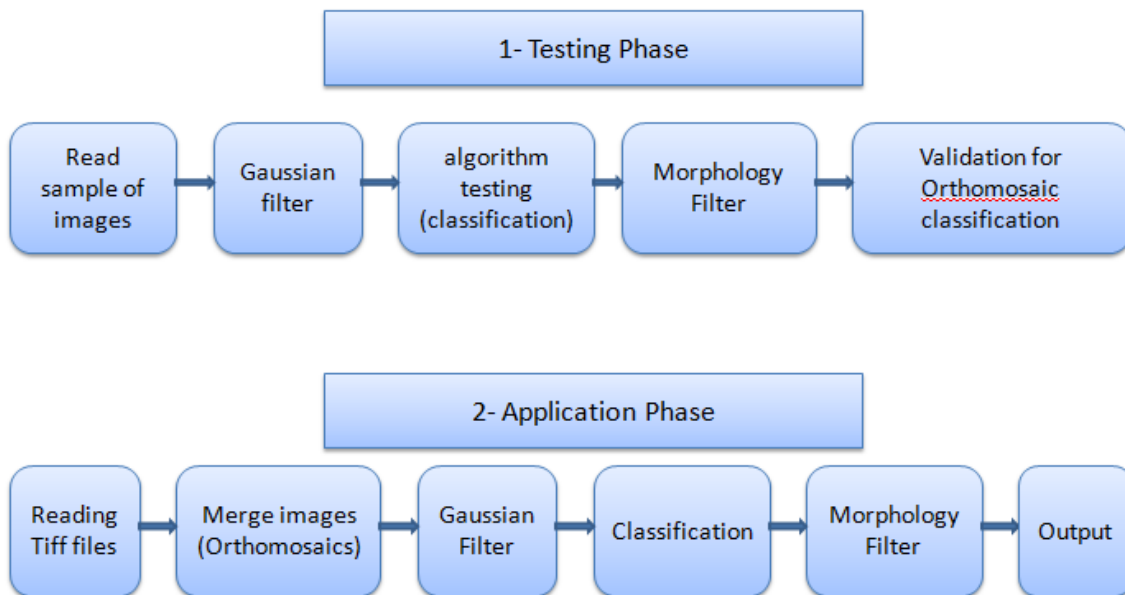 1- Testing Phase
Read
sample of
images
Gaussian
filter
algorithm
testing
(classification)
Morphology
Filter
Validation for
Orthomosaic
classification
2- Application Phase
Reading
Tiff files
Merge images
(Orthomosaics)
Gaussian
Filter
Classification
Morphology
Filter
Output